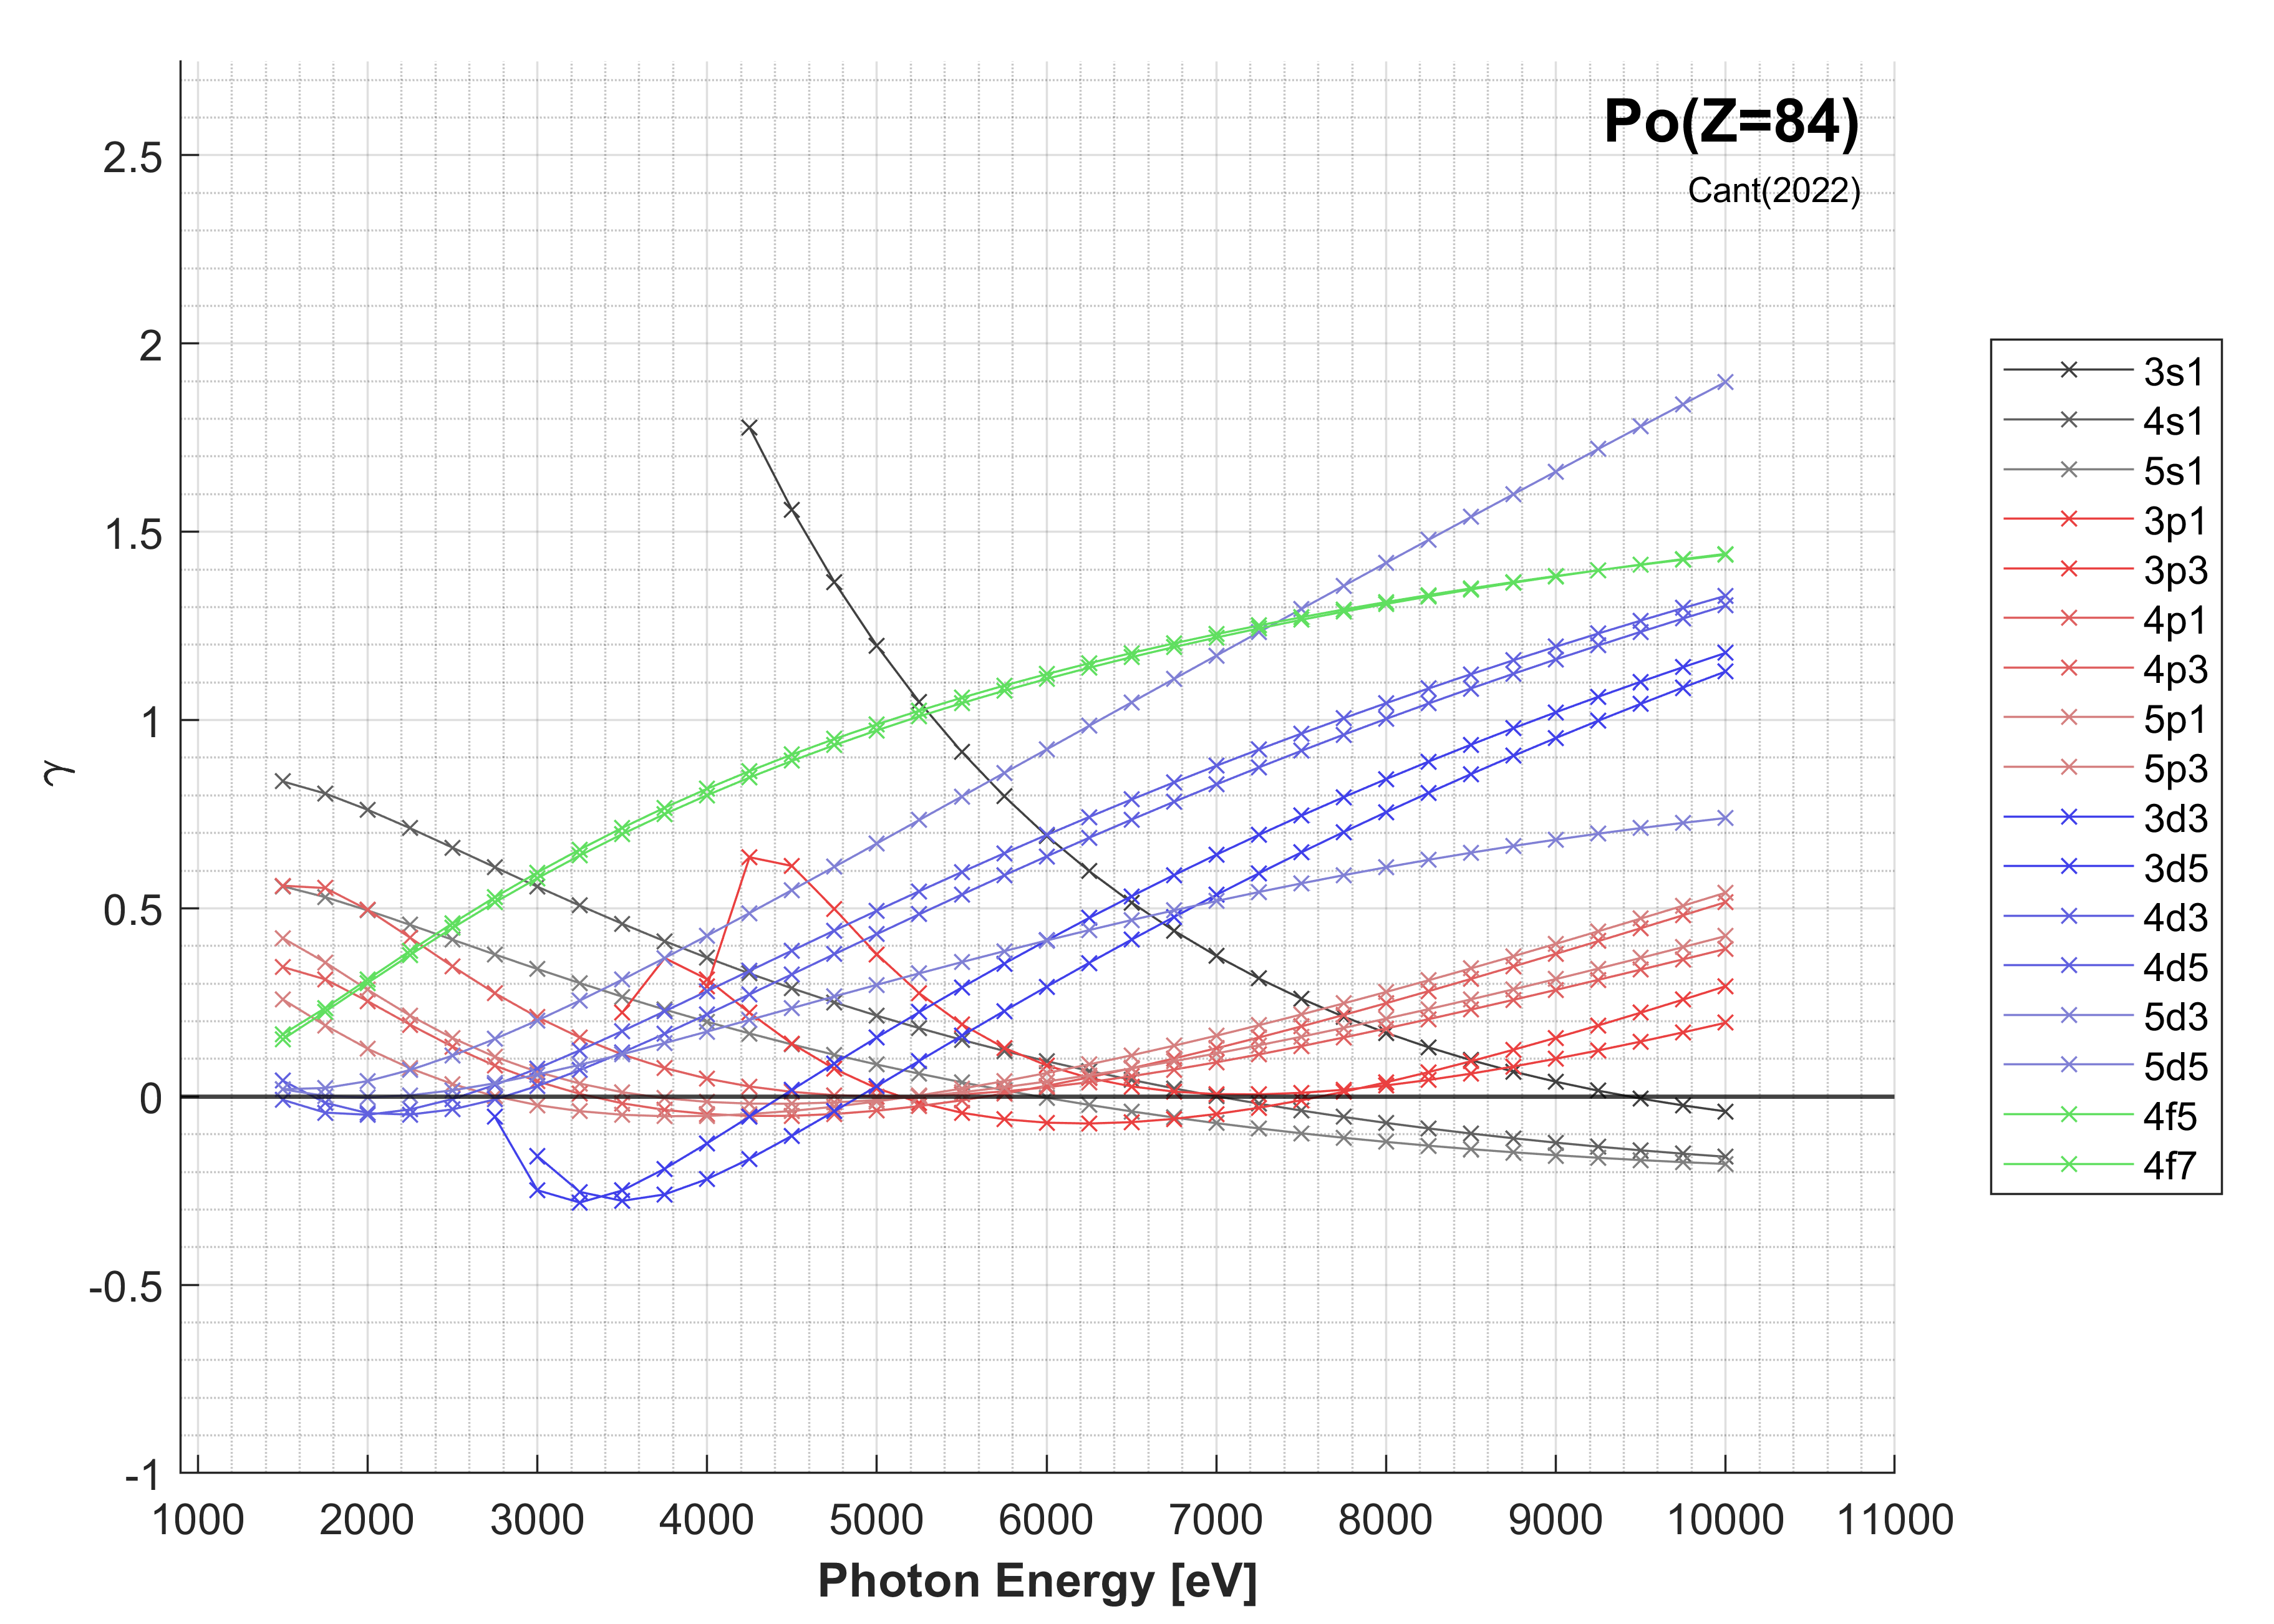 Po(Z=84)
Cant(2022)
2.5
2
1.5
1
0.5
0
-0.5
-1
γ
1000 2000 3000 4000 5000 6000 7000 8000 9000 10000 11000
Photon Energy [eV]
3s1
4s1
5s1
3p1
3p3
4p1
4p3
5p1
5p3
3d3
3d5
4d3
4d5
5d3
5d5
4f5
4f7